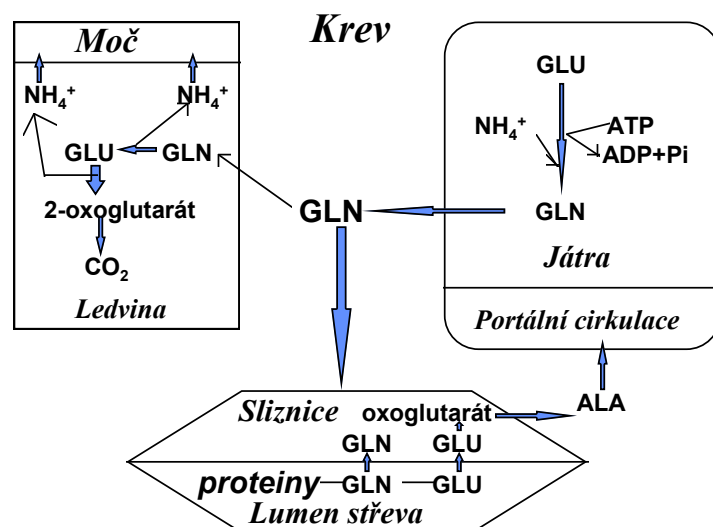 Krev
Moč
NH₄⁺ NH₄⁺
GLU GLN
2-oxoglutarát
CO₂
Ledvina
GLN
GLU
NH₄⁺ ATP
ADP+Pi
GLN
Játra
Portální cirkulace
ALA
Sliznice oxoglutarát
GLN GLU
proteiny GLN GLU
Lumen střeva